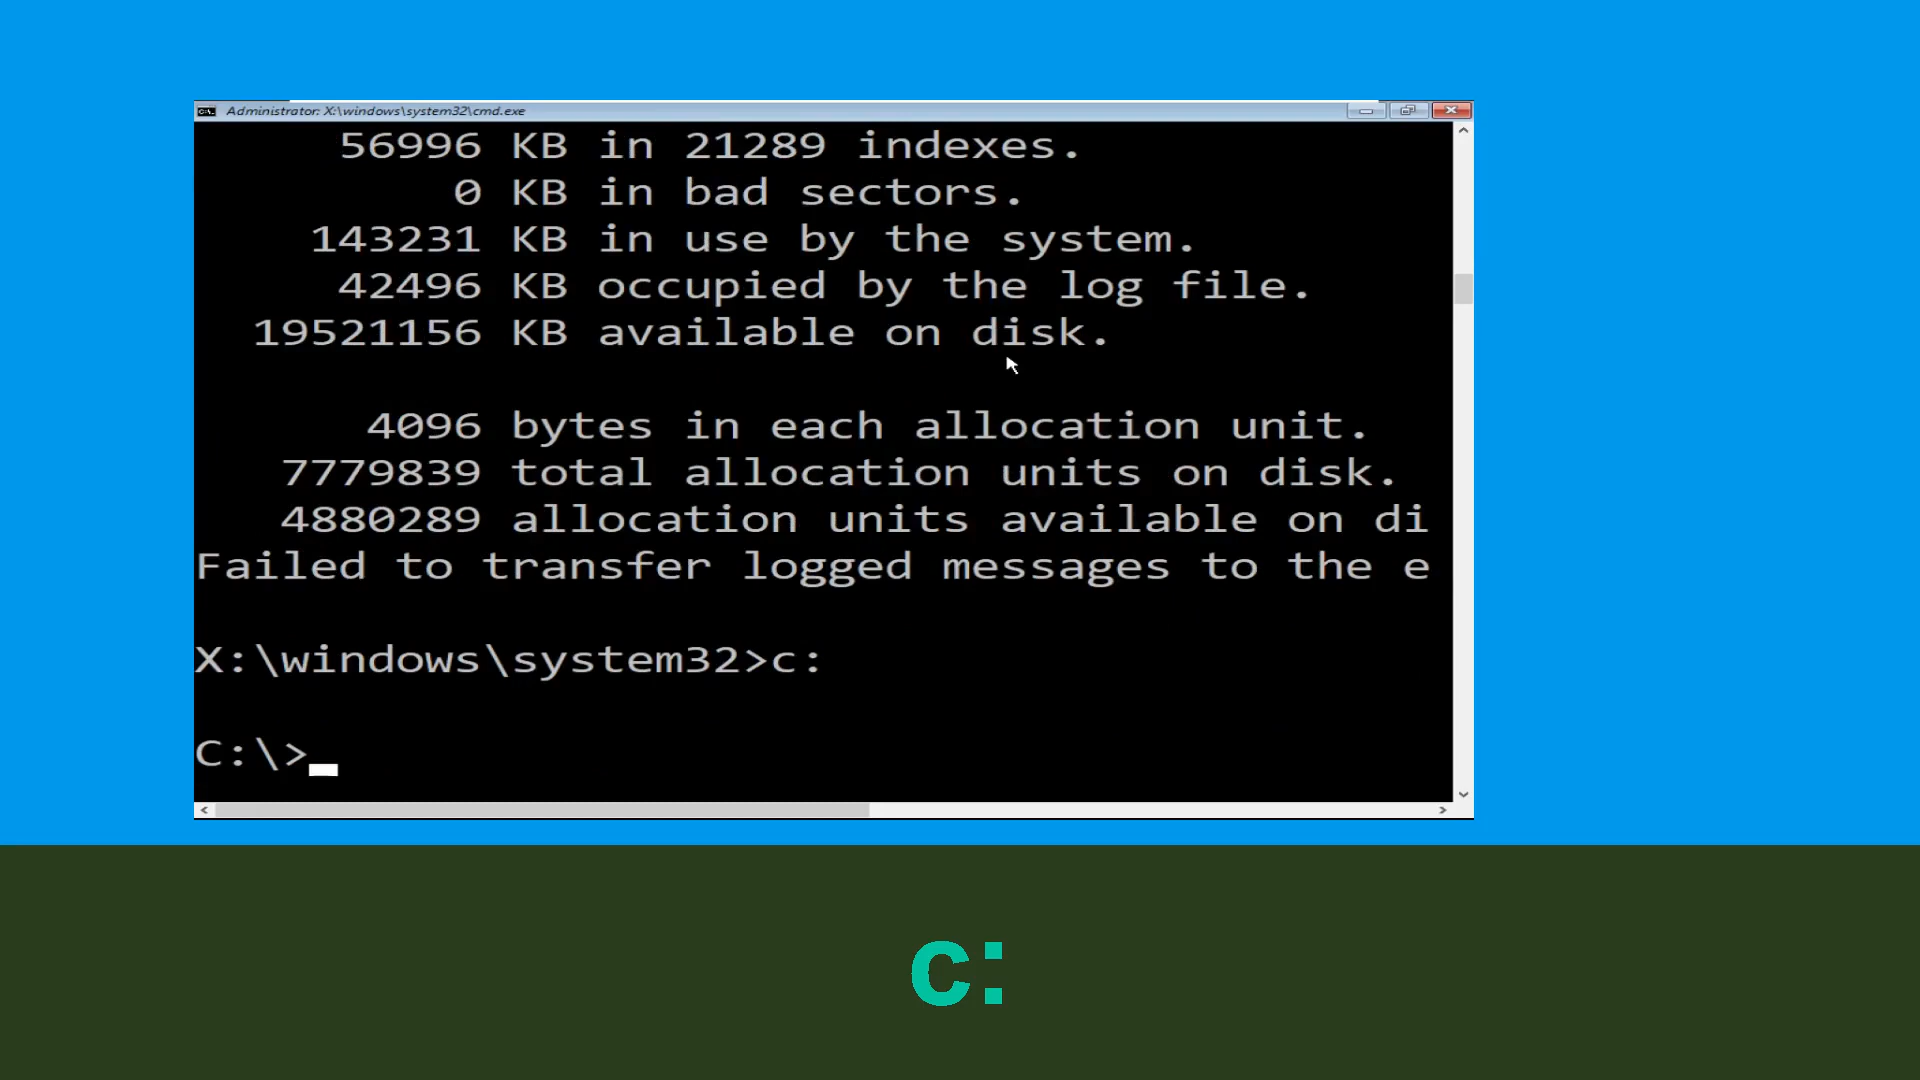 Administrator: X:\windows\system32\cmd.exe
56996 KB in 21289 indexes.
0 KB in bad sectors.
143231 KB in use by the system.
42496 KB occupied by the log file.
19521156 KB available on disk.
4096 bytes in each allocation unit.
7779839 total allocation units on disk.
4880289 allocation units available on di
Failed to transfer logged messages to the e
X:\windows\system32>c:
C:\>
c: